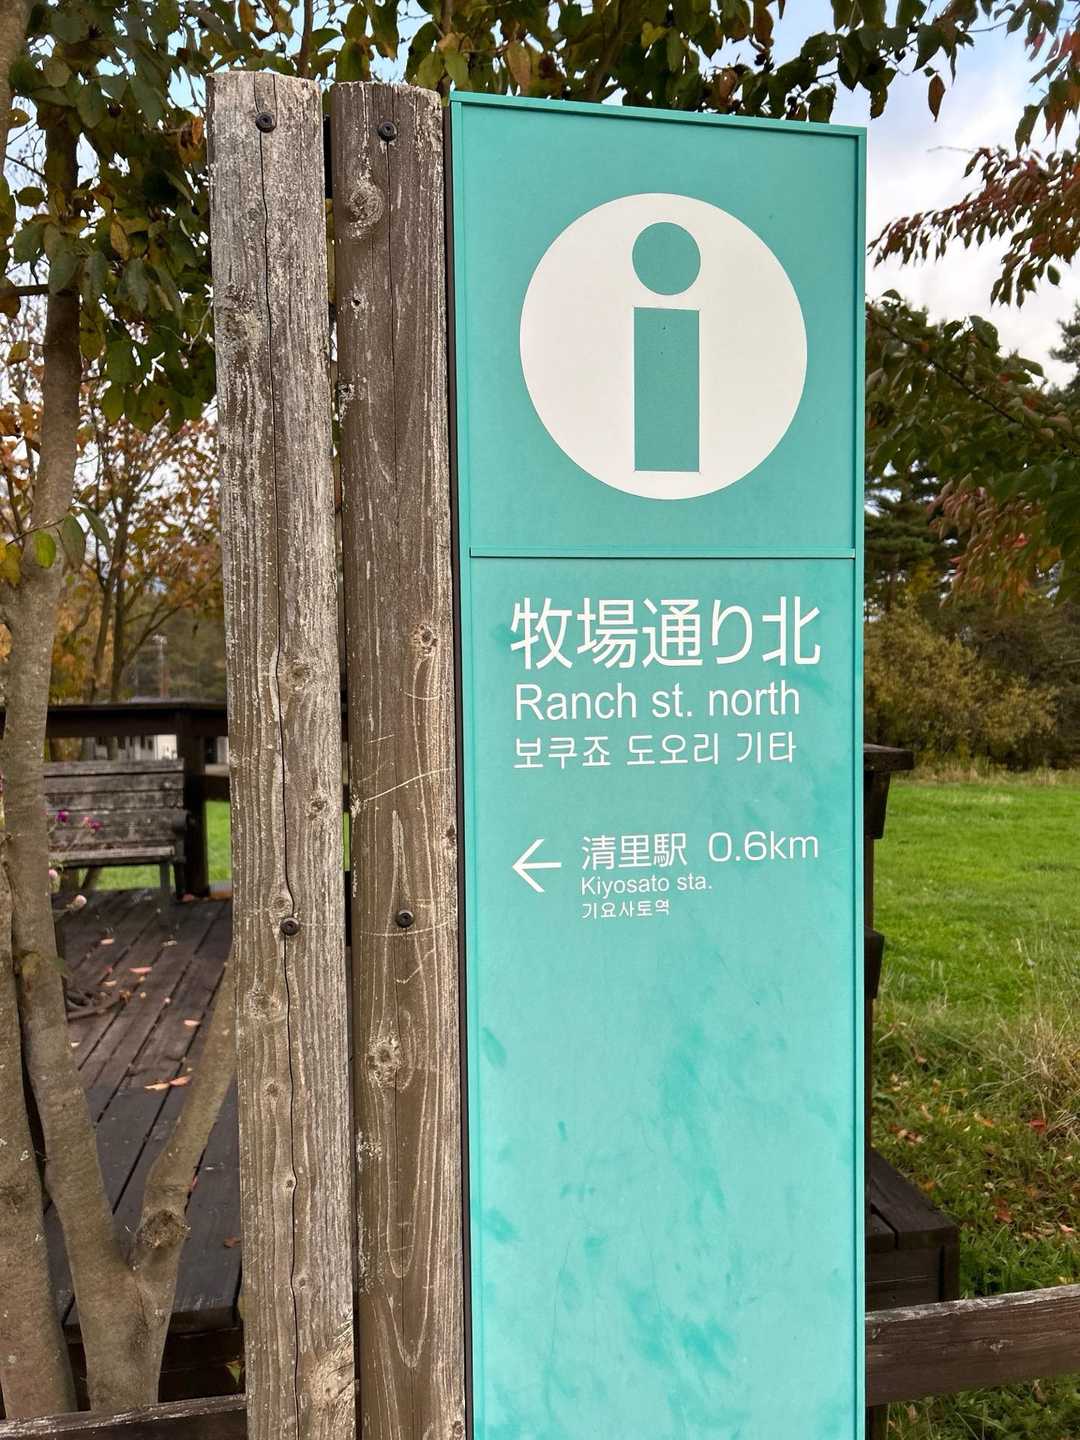 i
牧場通り北
Ranch st. north
보쿠죠 도오리 기타
← 清里駅 0.6km
Kiyosato sta.
기요사토역